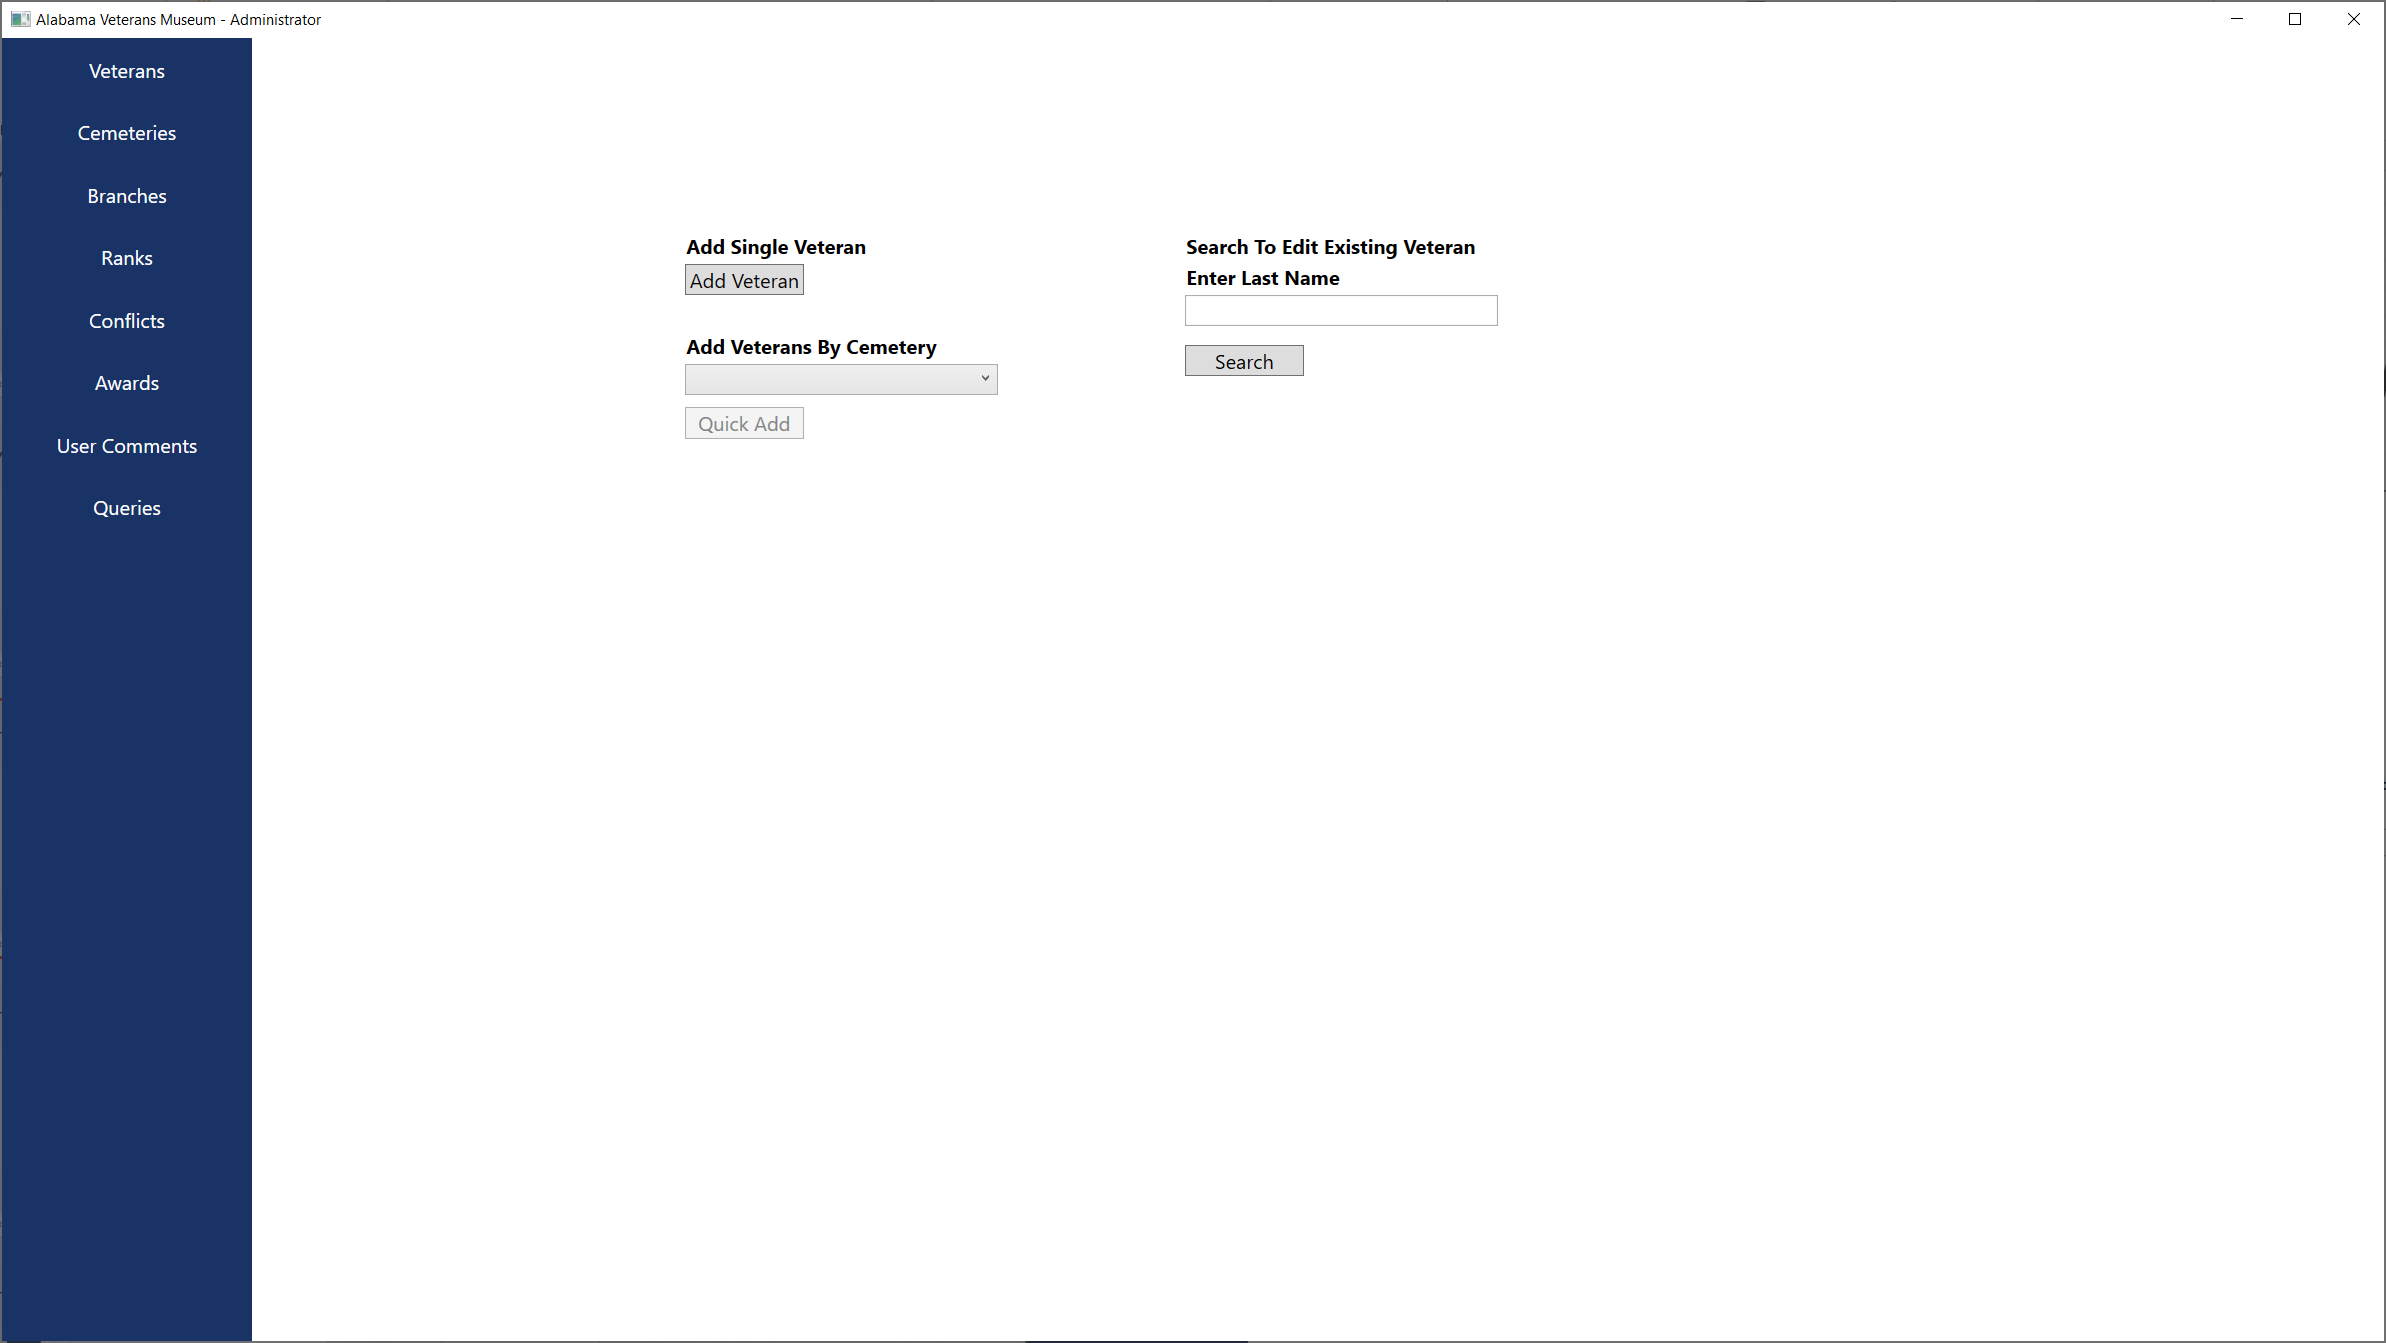 Alabama Veterans Museum - Administrator
Veterans
Cemeteries
Branches
Ranks
Conflicts
Awards
User Comments
Queries
Add Single Veteran
Add Veteran
Add Veterans By Cemetery
Quick Add
Search To Edit Existing Veteran
Enter Last Name
Search